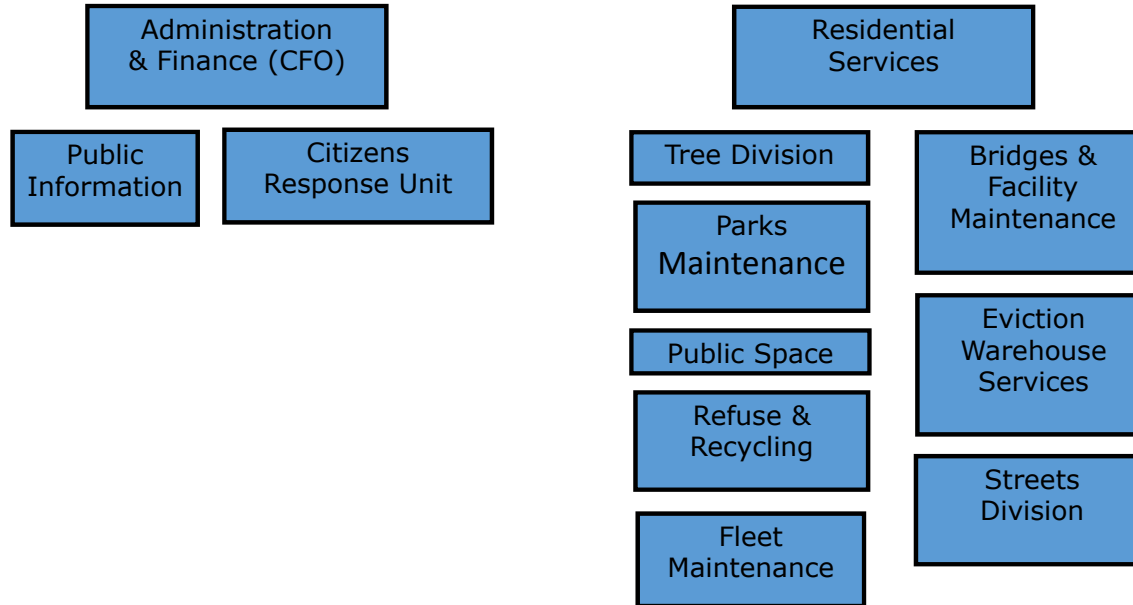 Administration
& Finance (CFO)
Public
Information
Citizens
Response Unit
Residential
Services
Tree Division
Parks
Maintenance
Public Space
Refuse &
Recycling
Fleet
Maintenance
Bridges &
Facility
Maintenance
Eviction
Warehouse
Services
Streets
Division